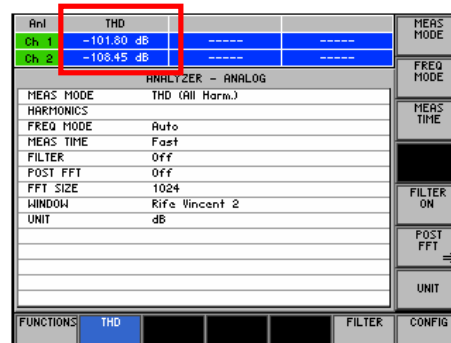 Anl THD
Ch 1 -101.80 dB ----- -----
Ch 2 -108.45 dB ----- -----
ANALYZER - ANALOG
MEAS MODE THD (All Harm.)
HARMONICS
FREQ MODE Auto
MEAS TIME Fast
FILTER Off
POST FFT Off
FFT SIZE 1024
WINDOW Rife Vincent 2
UNIT dB
MEAS
MODE
FREQ
MODE
MEAS
TIME
FILTER
ON
POST
FFT
UNIT
FUNCTIONS THD FILTER CONFIG